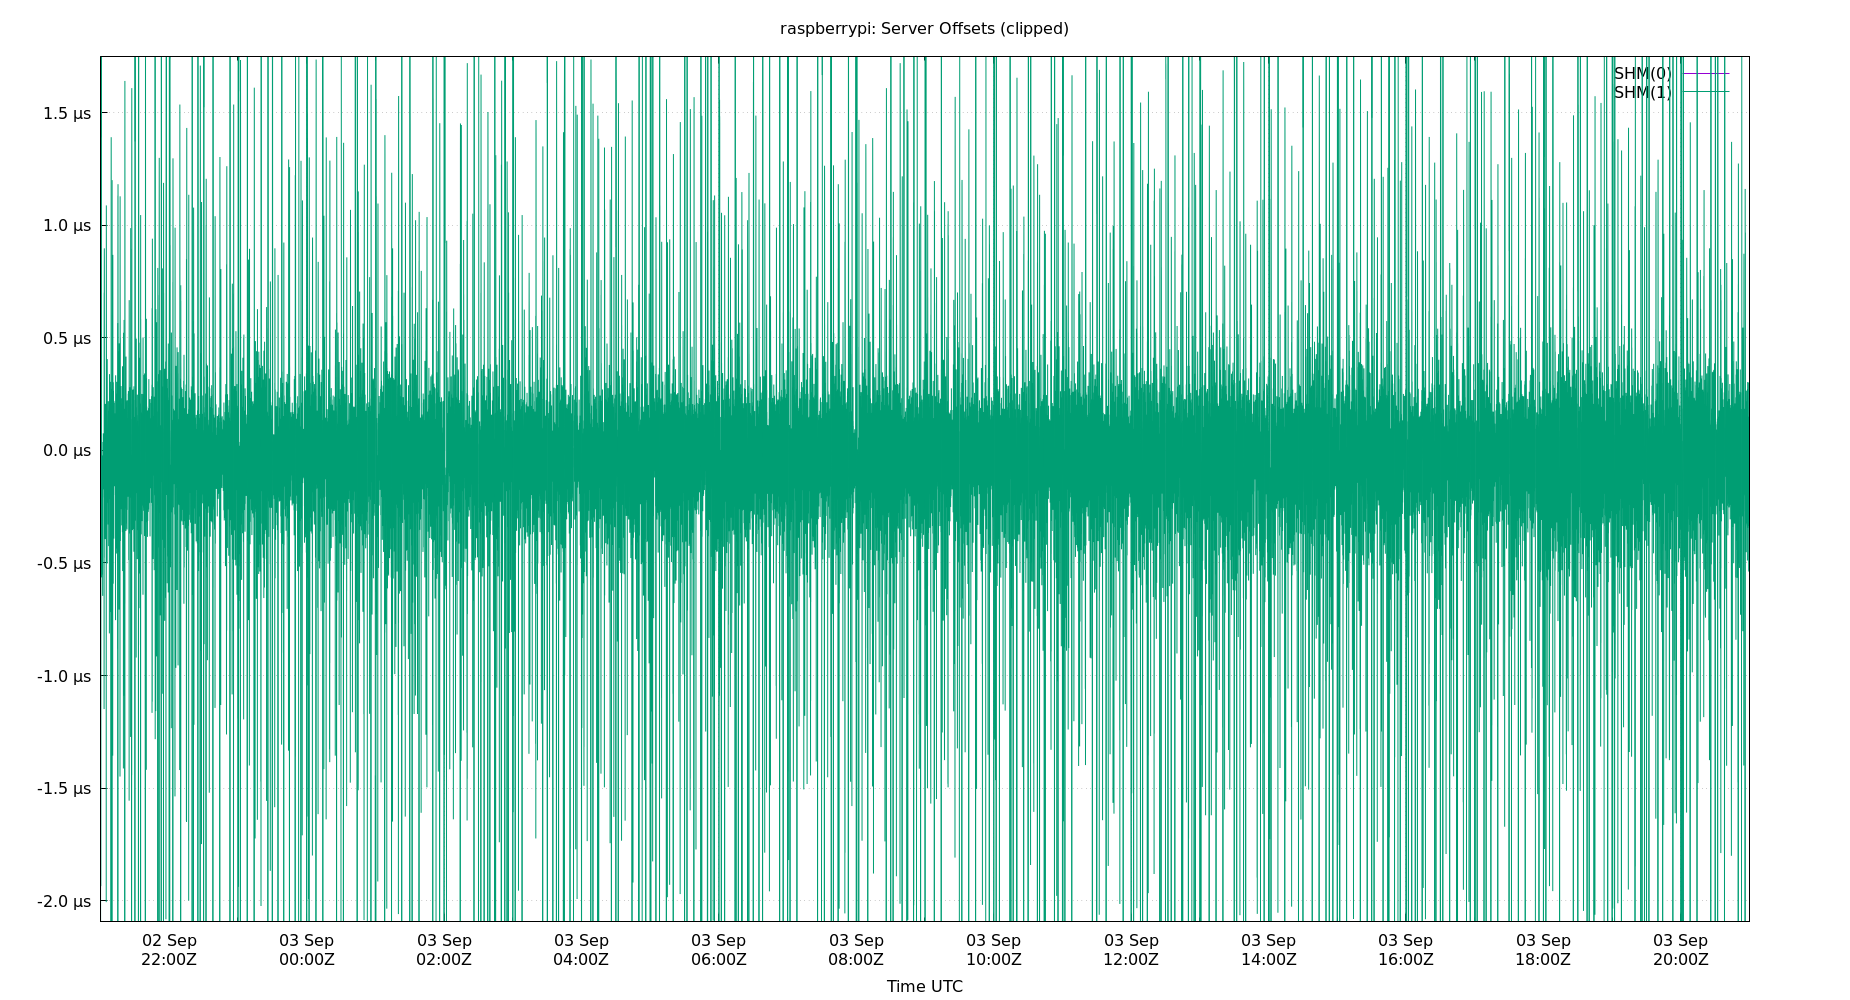 raspberrypi: Server Offsets (clipped)
SHM(0)
SHM(1)
1.5 µs
1.0 µs
0.5 µs
0.0 µs
-0.5 µs
-1.0 µs
-1.5 µs
-2.0 µs
02 Sep 03 Sep 03 Sep 03 Sep 03 Sep 03 Sep 03 Sep 03 Sep 03 Sep 03 Sep 03 Sep 03 Sep
22:00Z 00:00Z 02:00Z 04:00Z 06:00Z 08:00Z 10:00Z 12:00Z 14:00Z 16:00Z 18:00Z 20:00Z
Time UTC